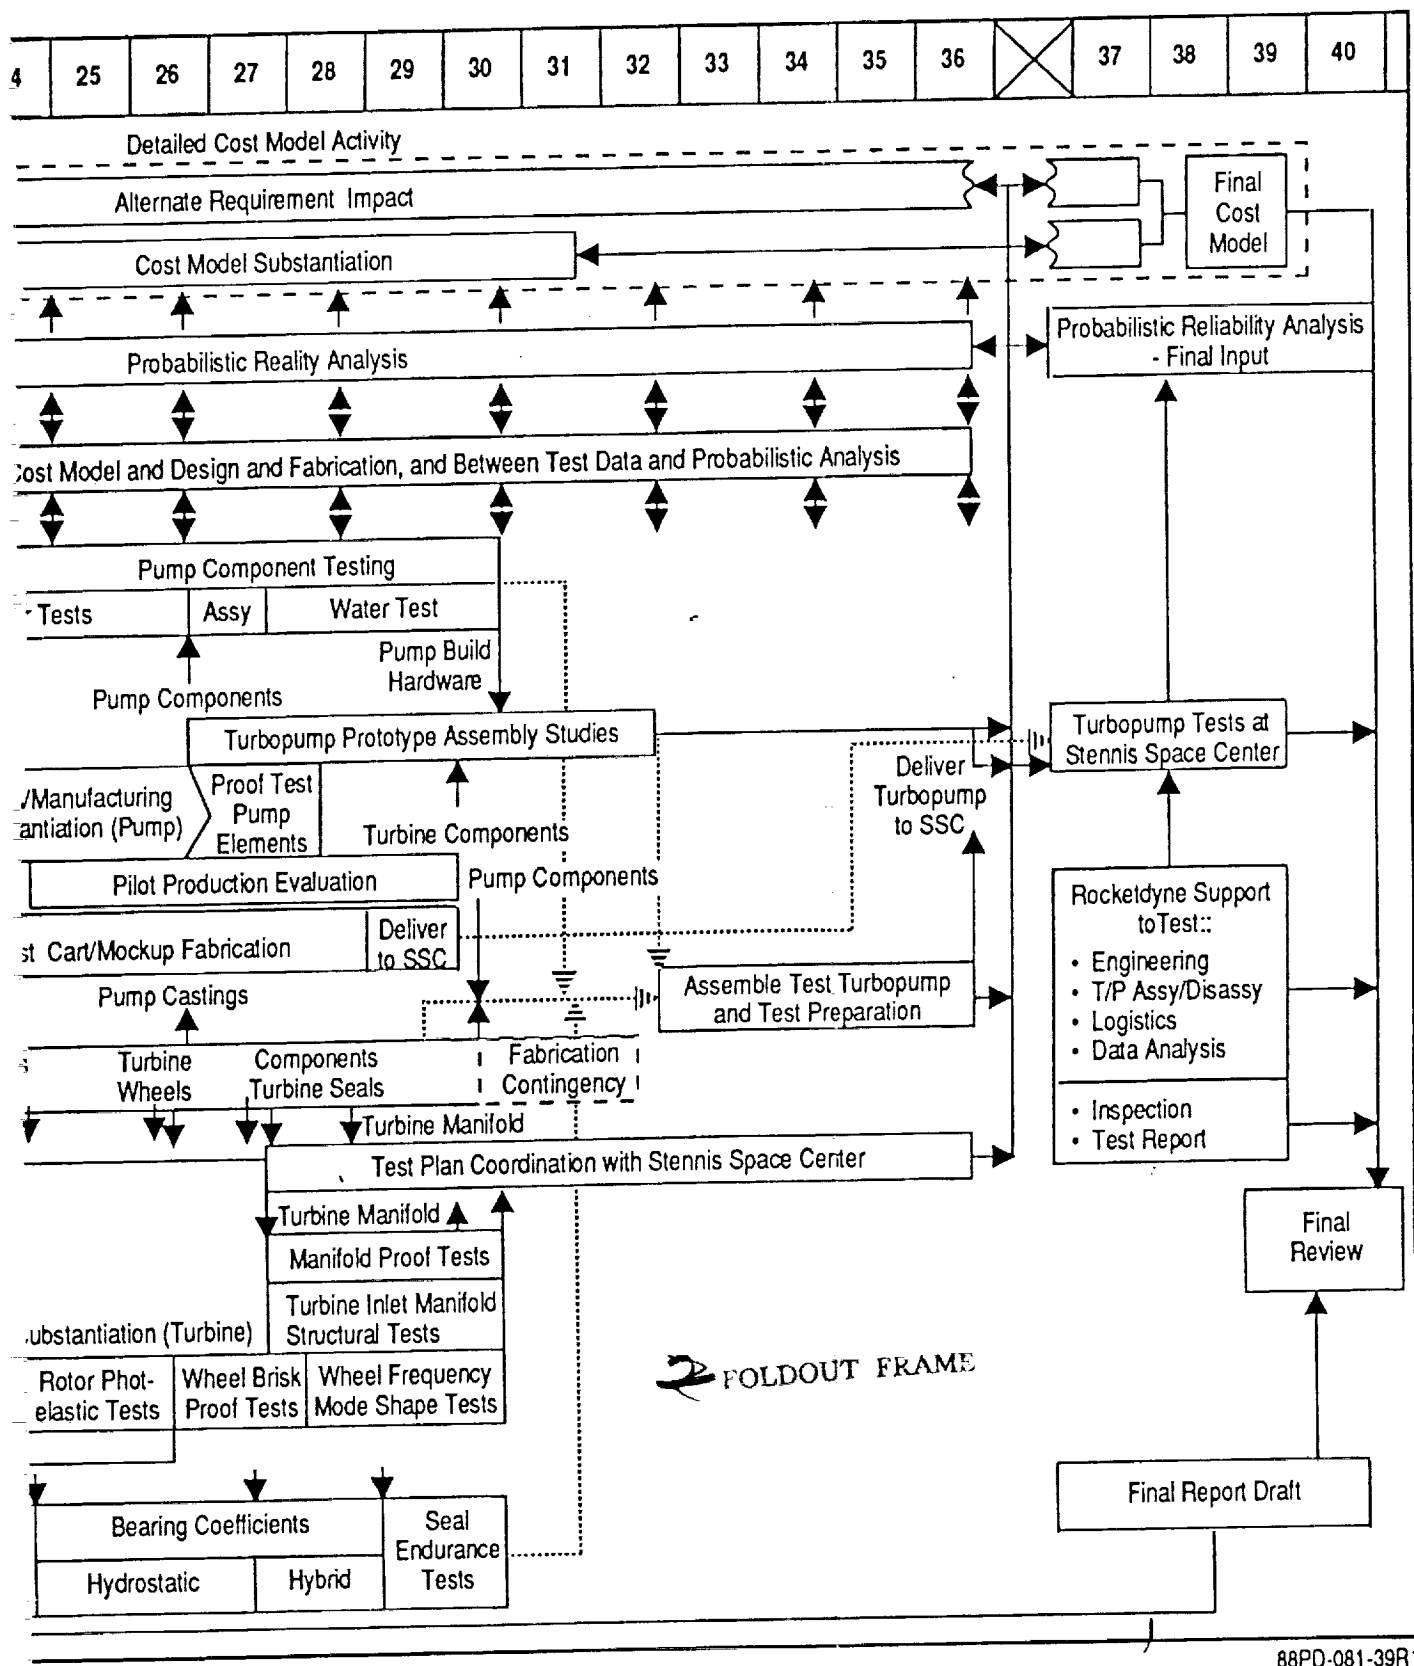 4 25 26 27 28 29 30 31 32 33 34 35 36 37 38 39 40
Detailed Cost Model Activity
Alternate Requirement Impact
Final
Cost
Model
Cost Model Substantiation
Probabilistic Reality Analysis
Probabilistic Reliability Analysis
- Final Input
Cost Model and Design and Fabrication, and Between Test Data and Probabilistic Analysis
Pump Component Testing
Tests
Assy
Water Test
Pump Build
Hardware
Pump Components
Turbopump Prototype Assembly Studies
Turbopump Tests at
Stennis Space Center
Deliver
Turbopump
to SSC
/Manufacturing
antiation (Pump)
Proof Test
Pump
Elements
Turbine Components
Pilot Production Evaluation
Pump Components
st Cart/Mockup Fabrication
Deliver
to SSC
Rocketdyne Support
toTest::
• Engineering
• T/P Assy/Disassy
• Logistics
• Data Analysis
• Inspection
• Test Report
Pump Castings
Assemble Test Turbopump
and Test Preparation
Turbine
Wheels
Components
Turbine Seals
Fabrication
Contingency
Turbine Manifold
Test Plan Coordination with Stennis Space Center
Turbine Manifold
Manifold Proof Tests
Turbine Inlet Manifold
Structural Tests
Final
Review
ubstantiation (Turbine)
Rotor Phot-
elastic Tests
Wheel Brisk
Proof Tests
Wheel Frequency
Mode Shape Tests
2 FOLDOUT FRAME
Final Report Draft
Bearing Coefficients
Hydrostatic
Hybrid
Seal
Endurance
Tests
88PD-081-39R1